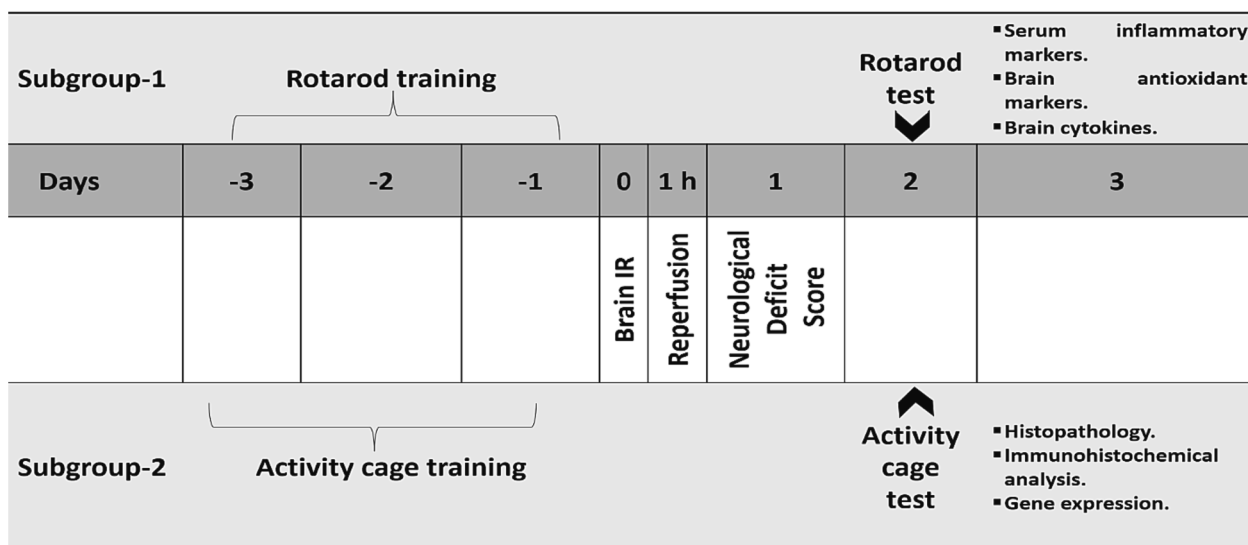 Subgroup-1
Rotarod training
Rotarod
test
▪Serum inflammatory
markers.
▪Brain antioxidant
markers.
▪Brain cytokines.
Days -3 -2 -1 0 1 h 1 2 3
Brain IR
Reperfusion
Neurological
Deficit
Score
Subgroup-2
Activity cage training
Activity
cage
test
▪Histopathology.
▪Immunohistochemical
analysis.
▪Gene expression.